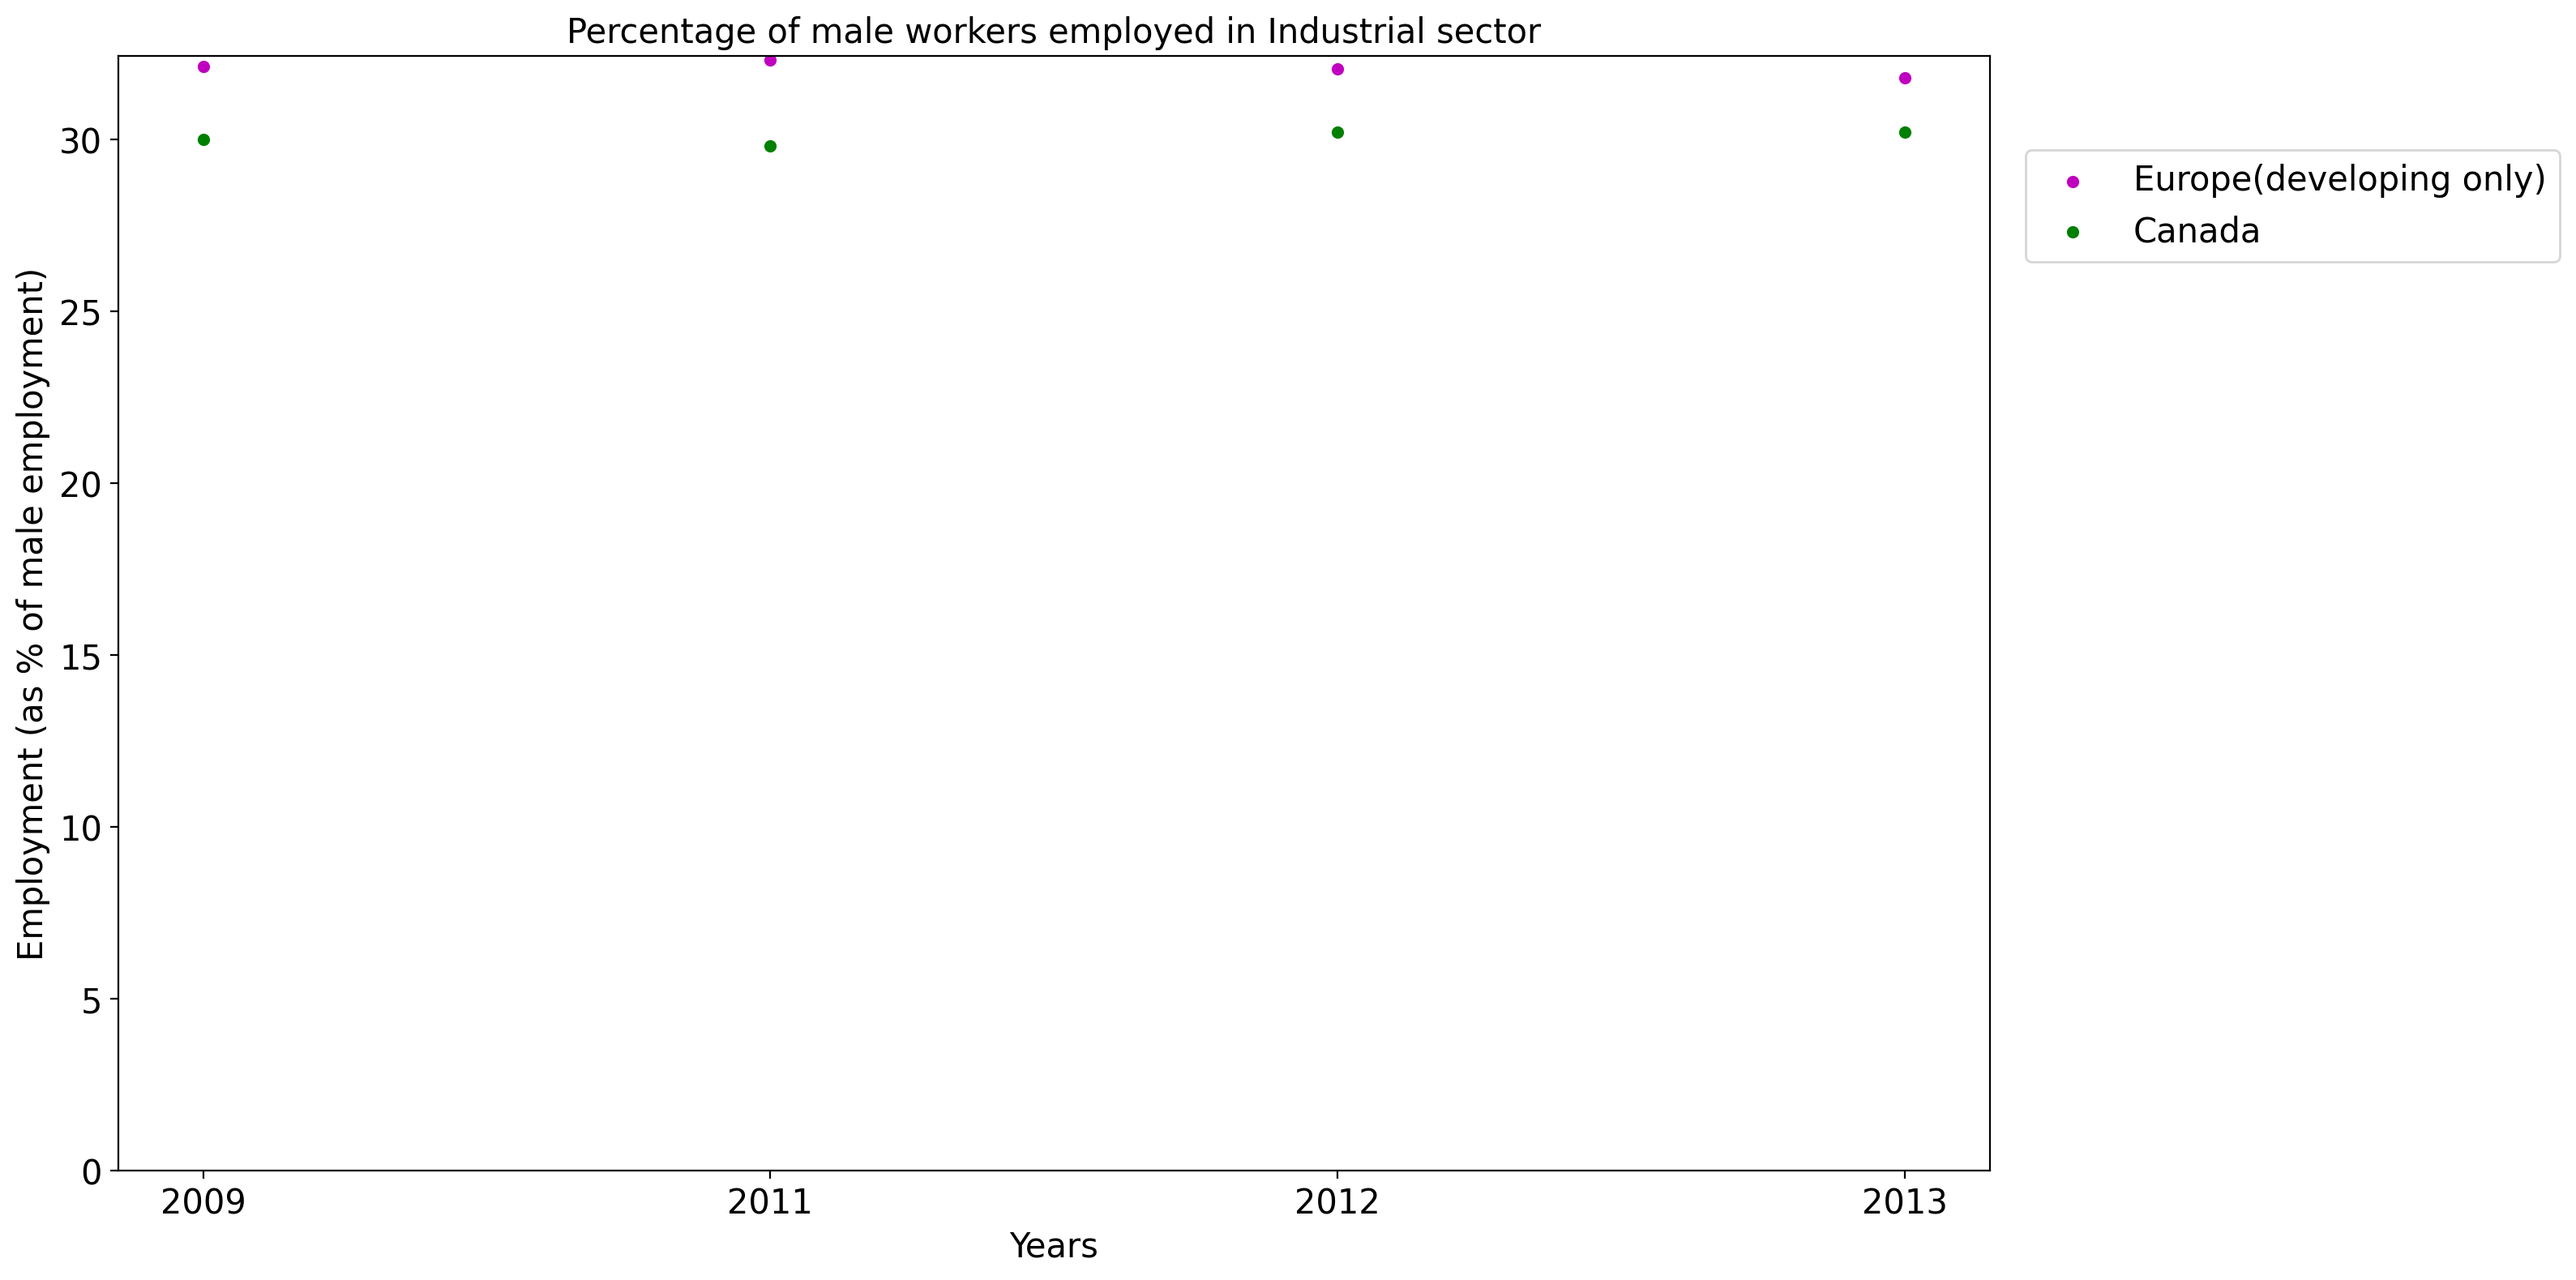 Percentage of male workers employed in Industrial sector
Employment (as % of male employment)
30
25
20
15
10
5
0
2009 2011 2012 2013
Years
Europe(developing only)
Canada